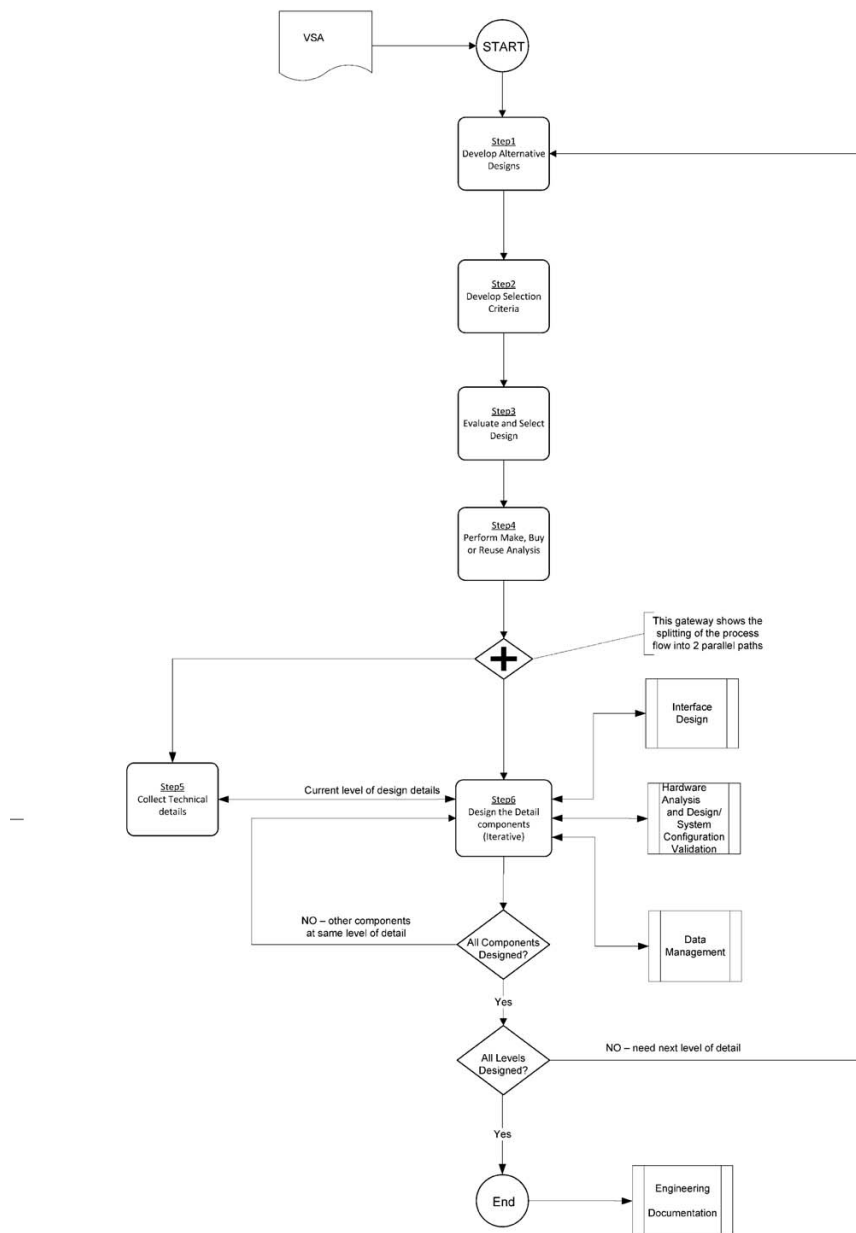 VSA
START
Step1
Develop Alternative
Designs
Step2
Develop Selection
Criteria
Step3
Evaluate and Select
Design
Step4
Perform Make, Buy
or Reuse Analysis
This gateway shows the
splitting of the process
flow into 2 parallel paths
Interface
Design
Step5
Collect Technical
details
Current level of design details
Step6
Design the Detail
components
(Iterative)
Hardware
Analysis
and Design/
System
Configuration
Validation
NO – other components
at same level of detail
All Components
Designed?
Data
Management
Yes
All Levels
Designed?
NO – need next level of detail
Yes
End
Engineering
Documentation